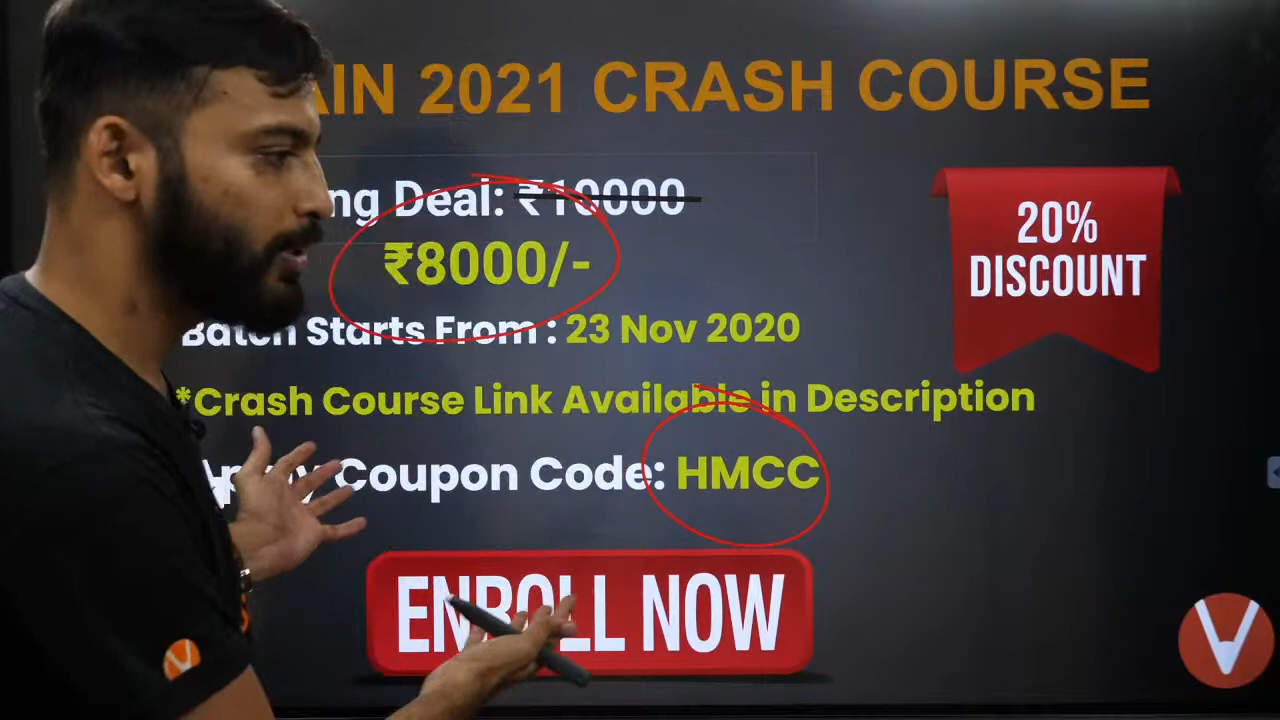 AIN 2021 CRASH COURSE
ng Deal: ₹10000
₹8000/-
20%
DISCOUNT
Batch Starts From : 23 Nov 2020
*Crash Course Link Available in Description
Apply Coupon Code: HMCC
ENROLL NOW